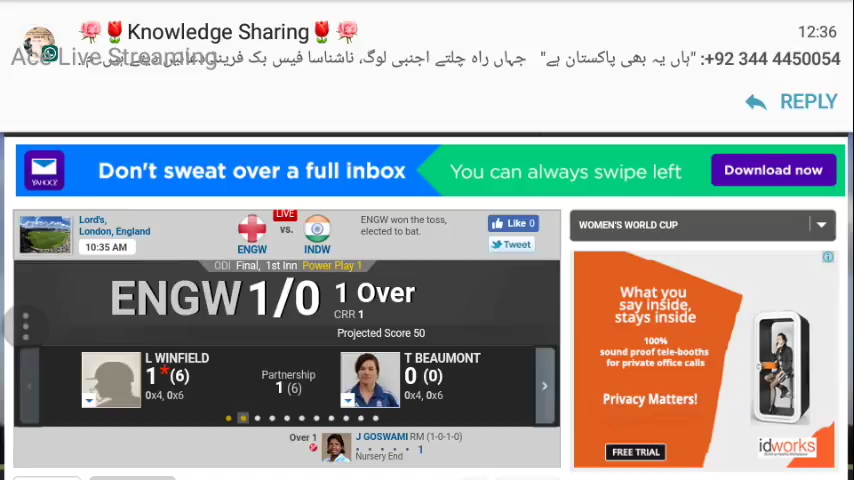 Knowledge Sharing
12:36
Ace Live Streaming
+92 344 4450054: "ہاں یہ بھی پاکستان ہے" جہاں راہ چلتے اجنبی لوگ، ناشناسا فیس بک فرینڈ
REPLY
YAHOO!
Don't sweat over a full inbox
You can always swipe left
Download now
Lord's,
London, England
10:35 AM
LIVE
vs.
ENGW
INDW
ENGW won the toss,
elected to bat.
Like 0
Tweet
WOMEN'S WORLD CUP
ODI Final, 1st Inn Power Play 1
ENGW 1/0
1 Over
CRR 1
Projected Score 50
L WINFIELD
1* (6)
0x4, 0x6
Partnership
1 (6)
T BEAUMONT
0 (0)
0x4, 0x6
Over 1
J GOSWAMI RM (1-0-1-0)
• • • • • 1
Nursery End
What you
say inside,
stays inside
100%
sound proof tele-booths
for private office calls
Privacy Matters!
FREE TRIAL
idworks